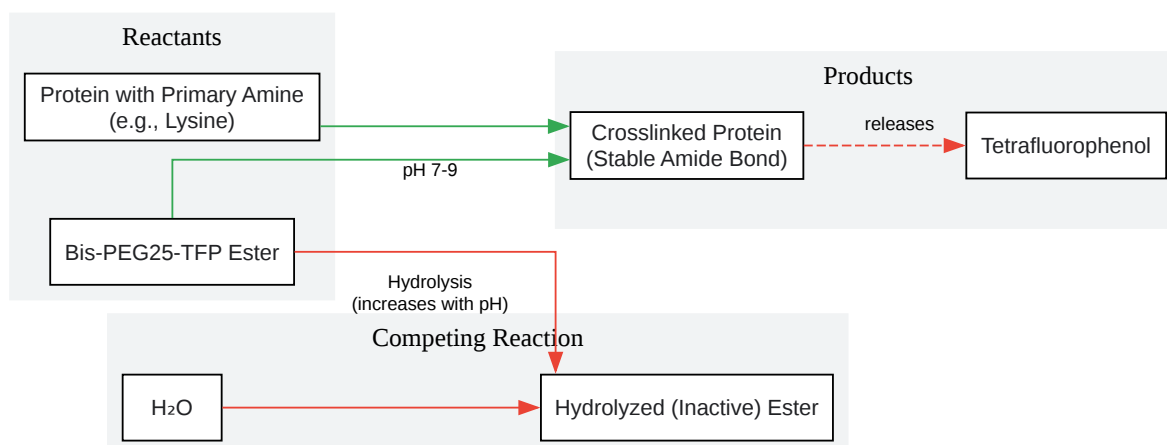 Reactants
Protein with Primary Amine
(e.g., Lysine)
Bis-PEG25-TFP Ester
pH 7-9
Products
Crosslinked Protein
(Stable Amide Bond)
releases
Tetrafluorophenol
Hydrolysis
(increases with pH)
Competing Reaction
H₂O
Hydrolyzed (Inactive) Ester